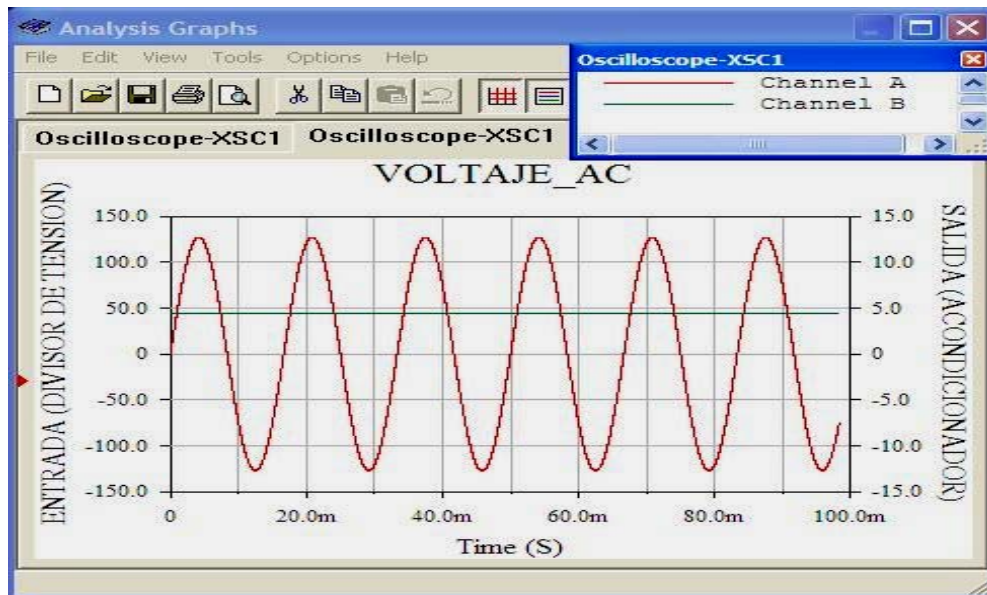 Analysis Graphs
File Edit View Tools Options Help
Oscilloscope-XSC1
Channel A
Channel B
Oscilloscope-XSC1 Oscilloscope-XSC1
VOLTAJE_AC
ENTRADA (DIVISOR DE TENSION)
150.0
100.0
50.0
0
-50.0
-100.0
-150.0
15.0
10.0
5.0
0
-5.0
-10.0
-15.0
SALIDA (ACONDICIONADOR)
0 20.0m 40.0m 60.0m 80.0m 100.0m
Time (S)